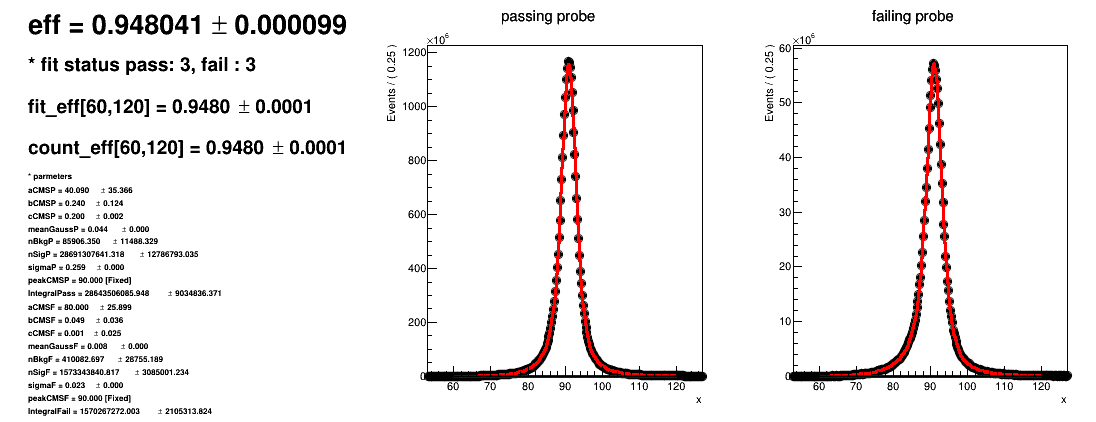 eff = 0.948041 ± 0.000099
* fit status pass: 3, fail : 3
fit_eff[60,120] = 0.9480 ± 0.0001
count_eff[60,120] = 0.9480 ± 0.0001
* parmeters
aCMSP = 40.090 ± 35.366
bCMSP = 0.240 ± 0.124
cCMSP = 0.200 ± 0.002
meanGaussP = 0.044 ± 0.000
nBkgP = 85906.350 ± 11488.329
nSigP = 28691307641.318 ± 12786793.035
sigmaP = 0.259 ± 0.000
peakCMSP = 90.000 [Fixed]
IntegralPass = 28643506085.948 ± 9034836.371
aCMSF = 80.000 ± 25.899
bCMSF = 0.049 ± 0.036
cCMSF = 0.001 ± 0.025
meanGaussF = 0.008 ± 0.000
nBkgF = 410082.697 ± 28755.189
nSigF = 1573343840.817 ± 3085001.234
sigmaF = 0.023 ± 0.000
peakCMSF = 90.000 [Fixed]
IntegralFail = 1570267272.003 ± 2105313.824
passing probe
×10⁶
Events / ( 0.25 )
1200
1000
800
600
400
200
0
60 70 80 90 100 110 120
x
failing probe
×10⁶
Events / ( 0.25 )
60
50
40
30
20
10
0
60 70 80 90 100 110 120
x